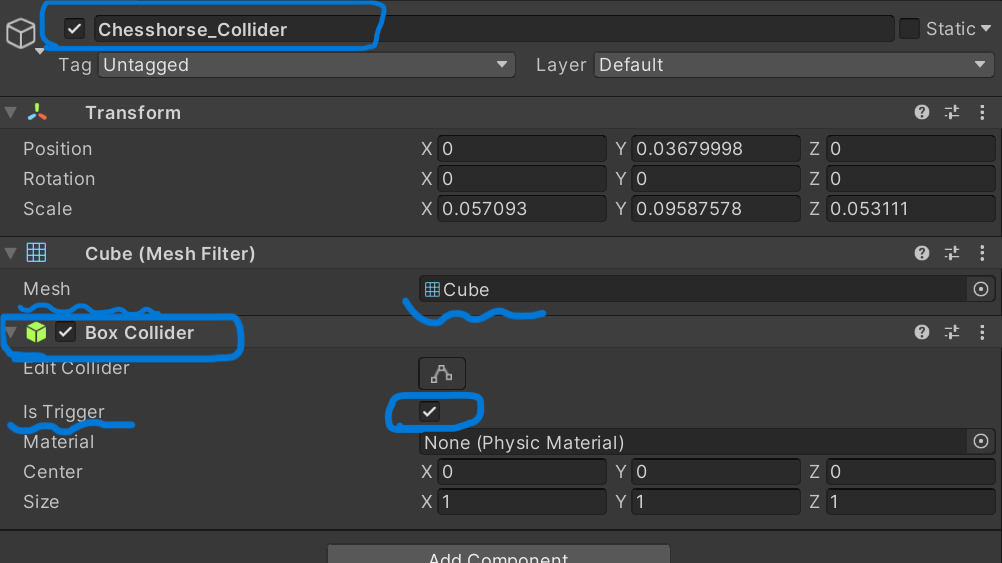 Chesshorse_Collider Static
Tag Untagged Layer Default
Transform
Position X 0 Y 0.03679998 Z 0
Rotation X 0 Y 0 Z 0
Scale X 0.057093 Y 0.09587578 Z 0.053111
Cube (Mesh Filter)
Mesh Cube
Box Collider
Edit Collider
Is Trigger
Material None (Physic Material)
Center X 0 Y 0 Z 0
Size X 1 Y 1 Z 1
Add Component